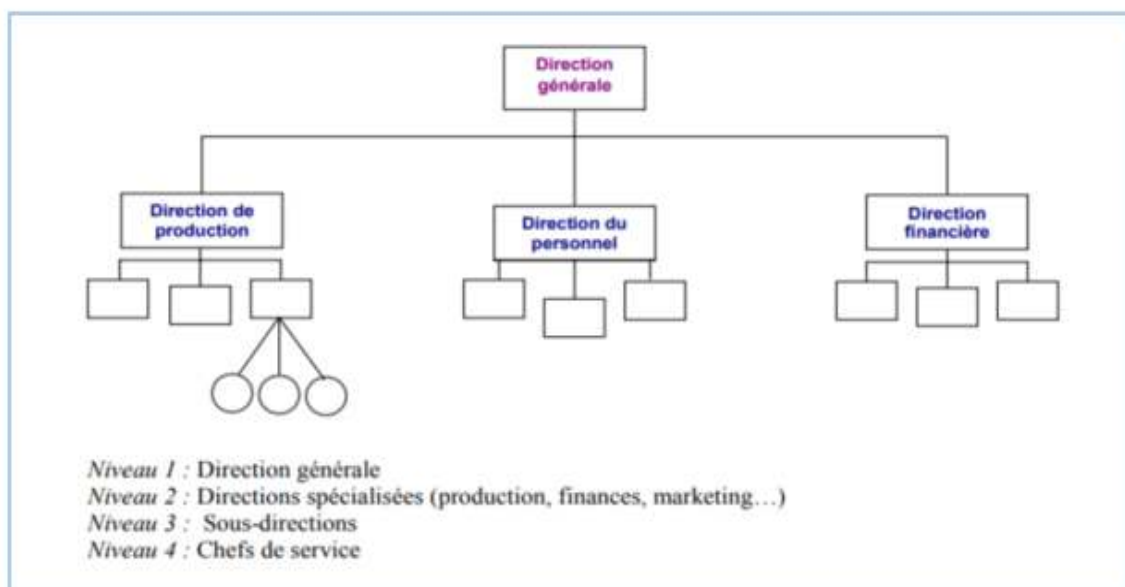 Direction
générale
Direction de
production
Direction du
personnel
Direction
financière
Niveau 1 : Direction générale
Niveau 2 : Directions spécialisées (production, finances, marketing…)
Niveau 3 : Sous-directions
Niveau 4 : Chefs de service